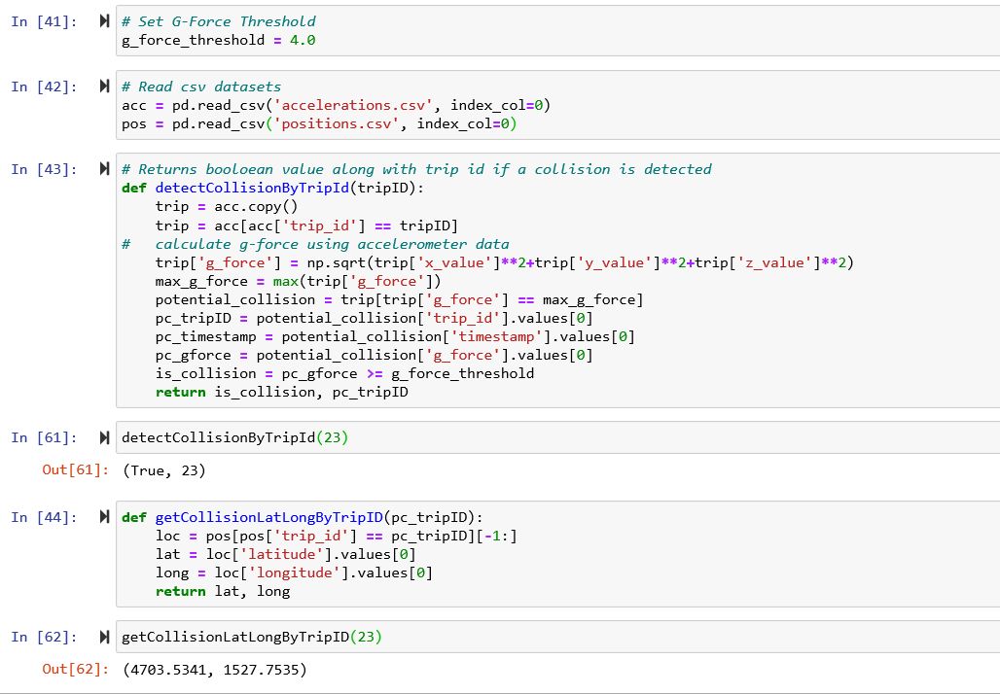 In [41]: # Set G-Force Threshold
g_force_threshold = 4.0
In [42]: # Read csv datasets
acc = pd.read_csv('accelerations.csv', index_col=0)
pos = pd.read_csv('positions.csv', index_col=0)
In [43]: # Returns booloean value along with trip id if a collision is detected
def detectCollisionByTripId(tripID):
    trip = acc.copy()
    trip = acc[acc['trip_id'] == tripID]
#   calculate g-force using accelerometer data
    trip['g_force'] = np.sqrt(trip['x_value']**2+trip['y_value']**2+trip['z_value']**2)
    max_g_force = max(trip['g_force'])
    potential_collision = trip[trip['g_force'] == max_g_force]
    pc_tripID = potential_collision['trip_id'].values[0]
    pc_timestamp = potential_collision['timestamp'].values[0]
    pc_gforce = potential_collision['g_force'].values[0]
    is_collision = pc_gforce >= g_force_threshold
    return is_collision, pc_tripID
In [61]: detectCollisionByTripId(23)
Out[61]: (True, 23)
In [44]: def getCollisionLatLongByTripID(pc_tripID):
    loc = pos[pos['trip_id'] == pc_tripID][-1:]
    lat = loc['latitude'].values[0]
    long = loc['longitude'].values[0]
    return lat, long
In [62]: getCollisionLatLongByTripID(23)
Out[62]: (4703.5341, 1527.7535)